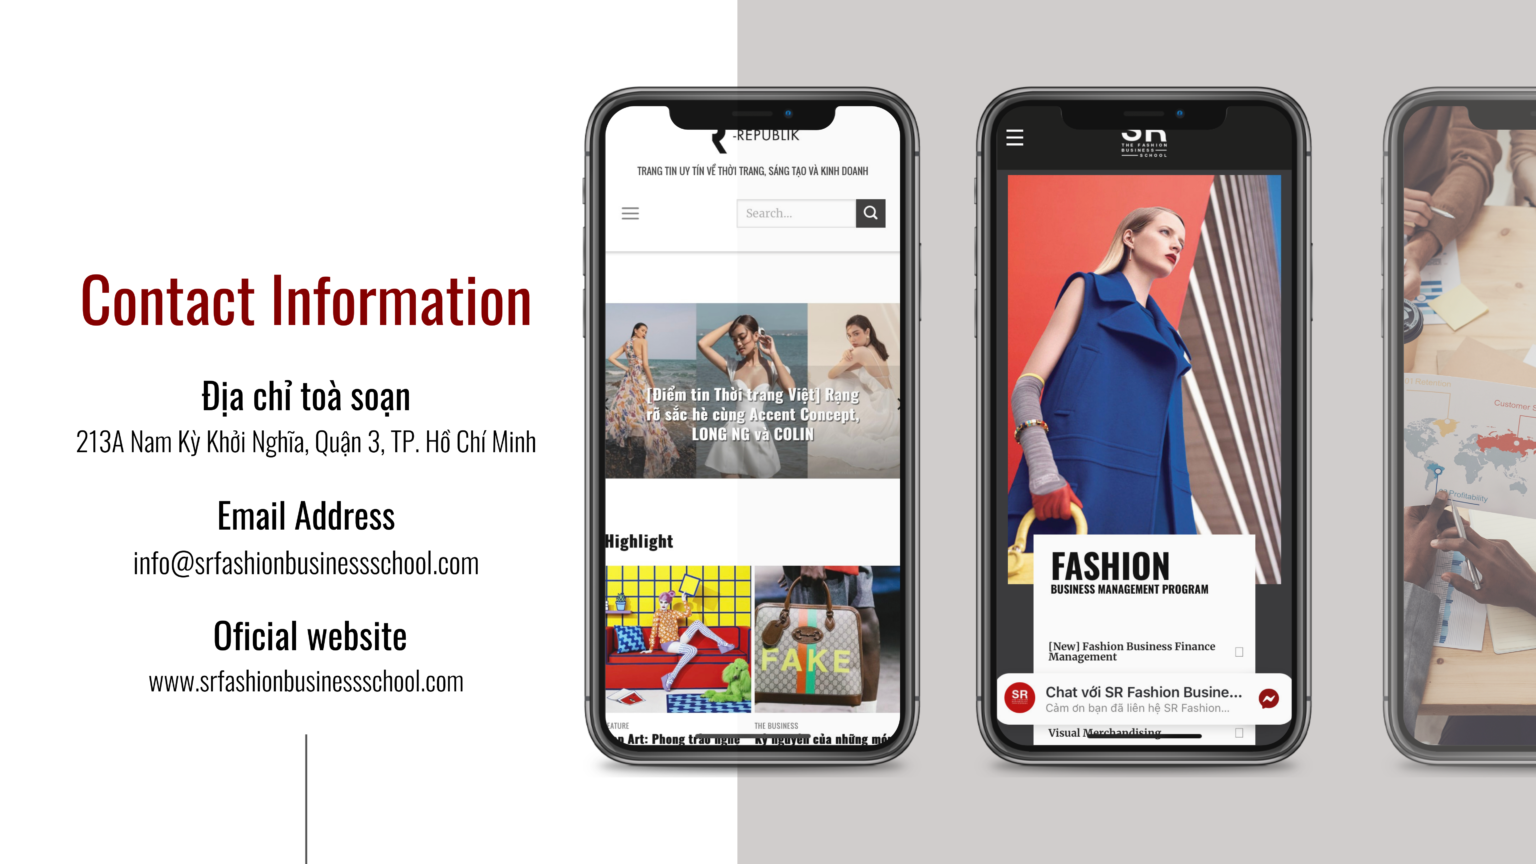 Contact Information
Địa chỉ toà soạn
213A Nam Kỳ Khởi Nghĩa, Quận 3, TP. Hồ Chí Minh
Email Address
info@srfashionbusinessschool.com
Oficial website
www.srfashionbusinessschool.com
R-REPUBLIK
TRANG TIN UY TÍN VỀ THỜI TRANG, SÁNG TẠO VÀ KINH DOANH
Search...
[Điểm tin Thời trang Việt] Rạng
rỡ sắc hè cùng Accent Concept,
LONG NG và COLIN
Highlight
FAKE
THE BUSINESS
Art: Phong trào nghệ
Kỷ nguyên của những
SR
THE FASHION
BUSINESS
SCHOOL
FASHION
BUSINESS MANAGEMENT PROGRAM
[New] Fashion Business Finance
Management
SR
Chat với SR Fashion Busine...
Cảm ơn bạn đã liên hệ SR Fashion...
Visual Merchandising
Customer
Profitability